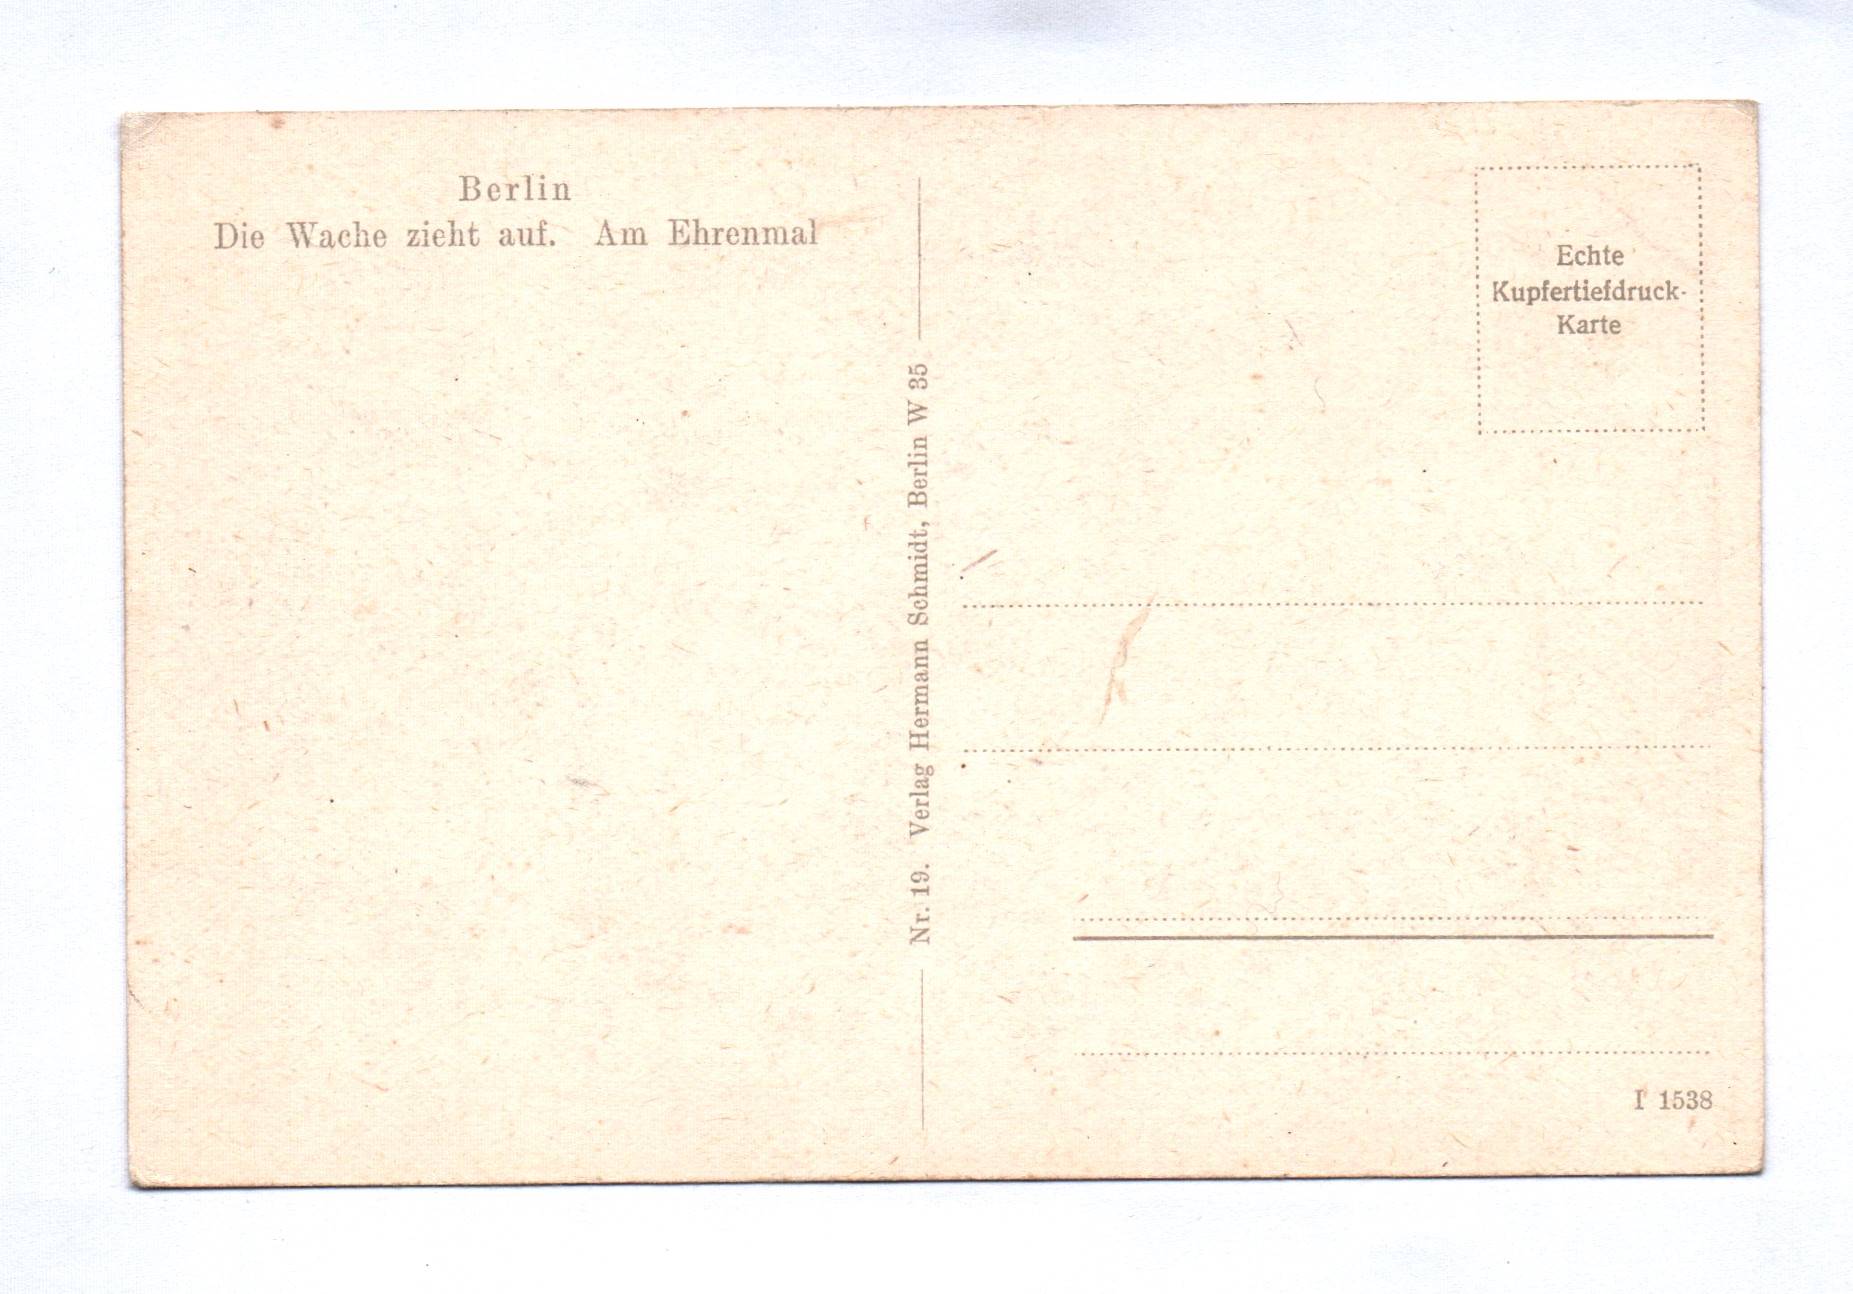 Berlin
Die Wache zieht auf. Am Ehrenmal
Nr. 19. Verlag Hermann Schmidt, Berlin W 35
Echte
Kupfertiefdruck-
Karte
I 1538